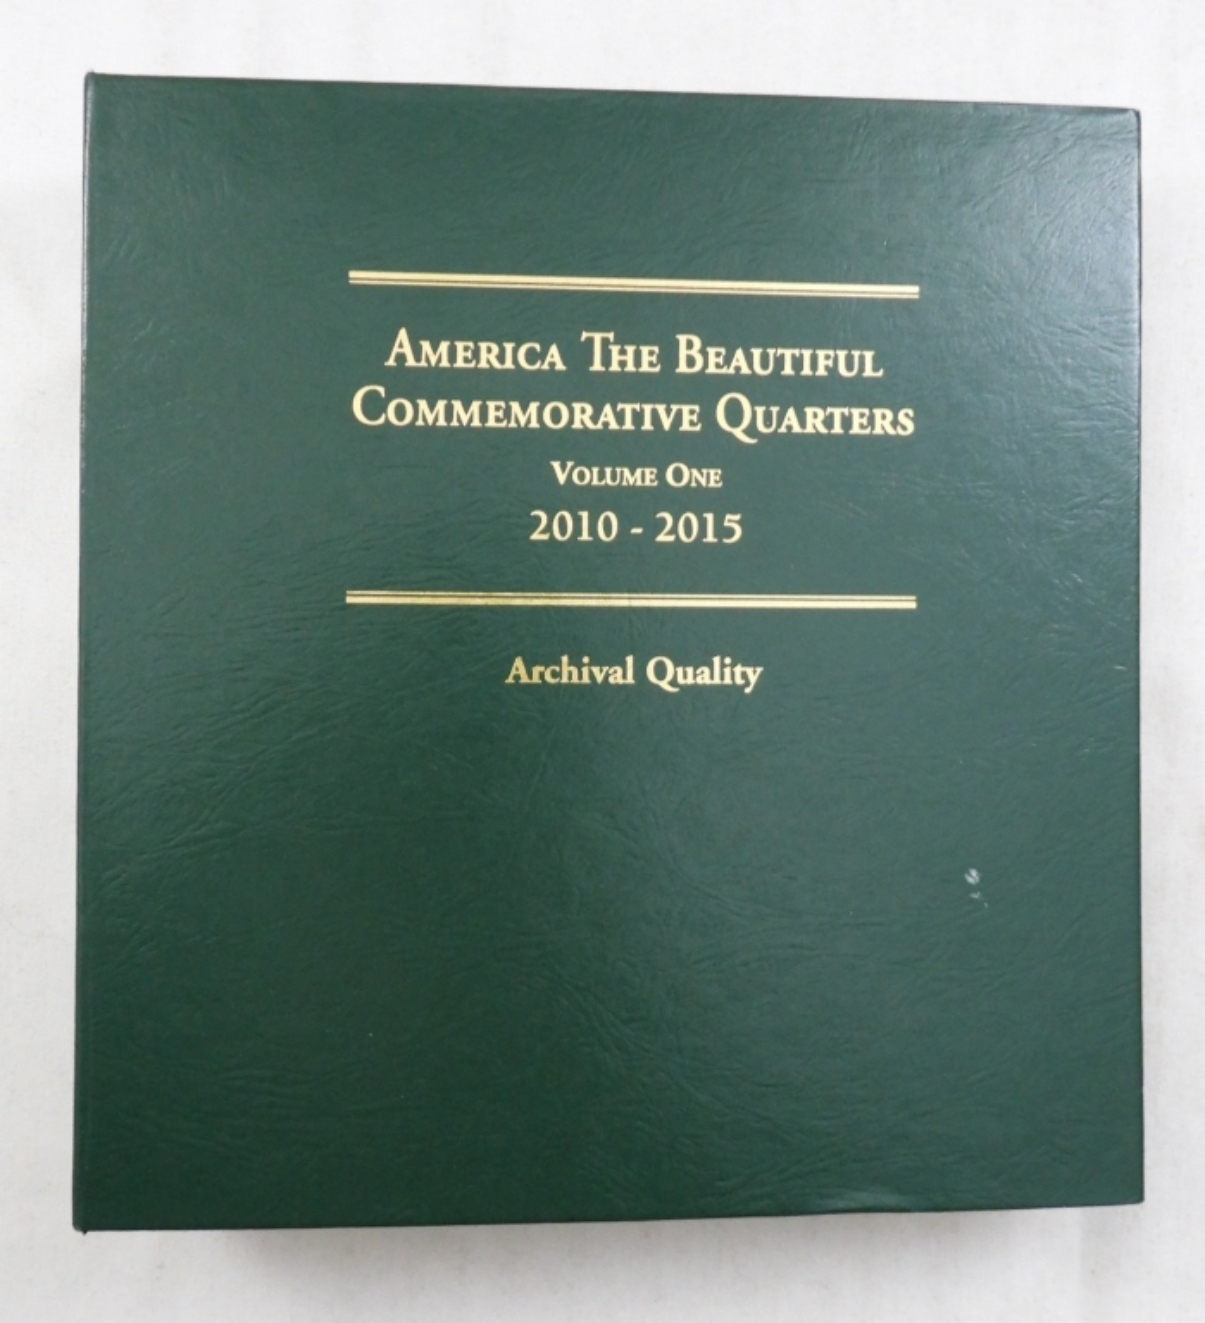 America The Beautiful
Commemorative Quarters
Volume One
2010 - 2015
Archival Quality